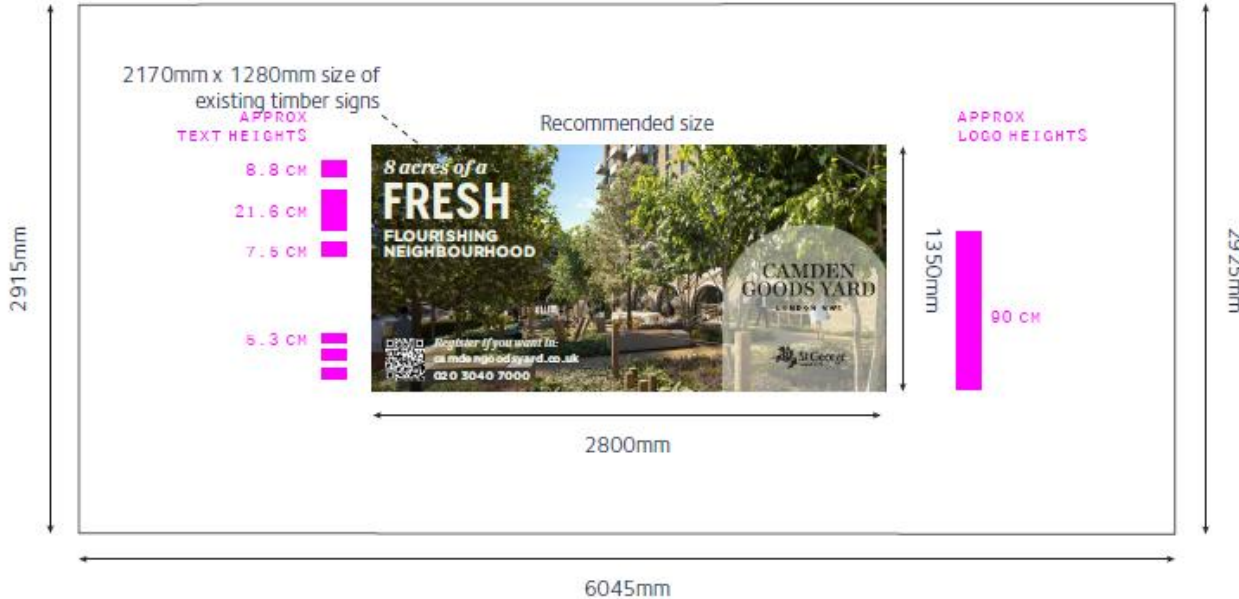 2170mm x 1280mm size of
existing timber signs
APPROX
TEXT HEIGHTS
Recommended size
APPROX
LOGO HEIGHTS
8.8 CM
21.6 CM
7.5 CM
5.3 CM
8 acres of a
FRESH
FLOURISHING
NEIGHBOURHOOD
CAMDEN
GOODS YARD
LONDON NW1
St George
Register if you want in:
camdengoodsyard.co.uk
020 3040 7000
1350mm
90 CM
2915mm
2925mm
2800mm
6045mm